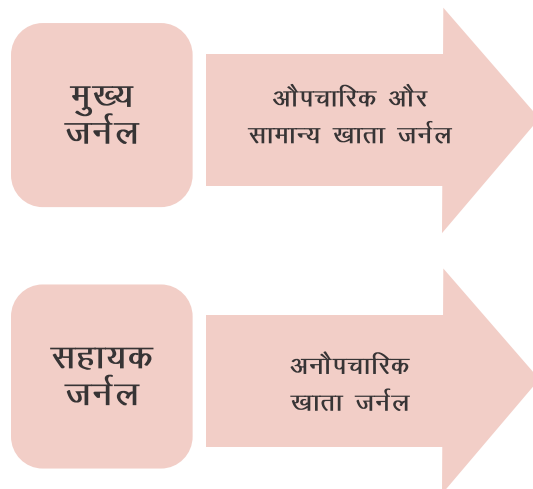 मुख्य
जर्नल
औपचारिक और
सामान्य खाता जर्नल
सहायक
जर्नल
अनौपचारिक
खाता जर्नल